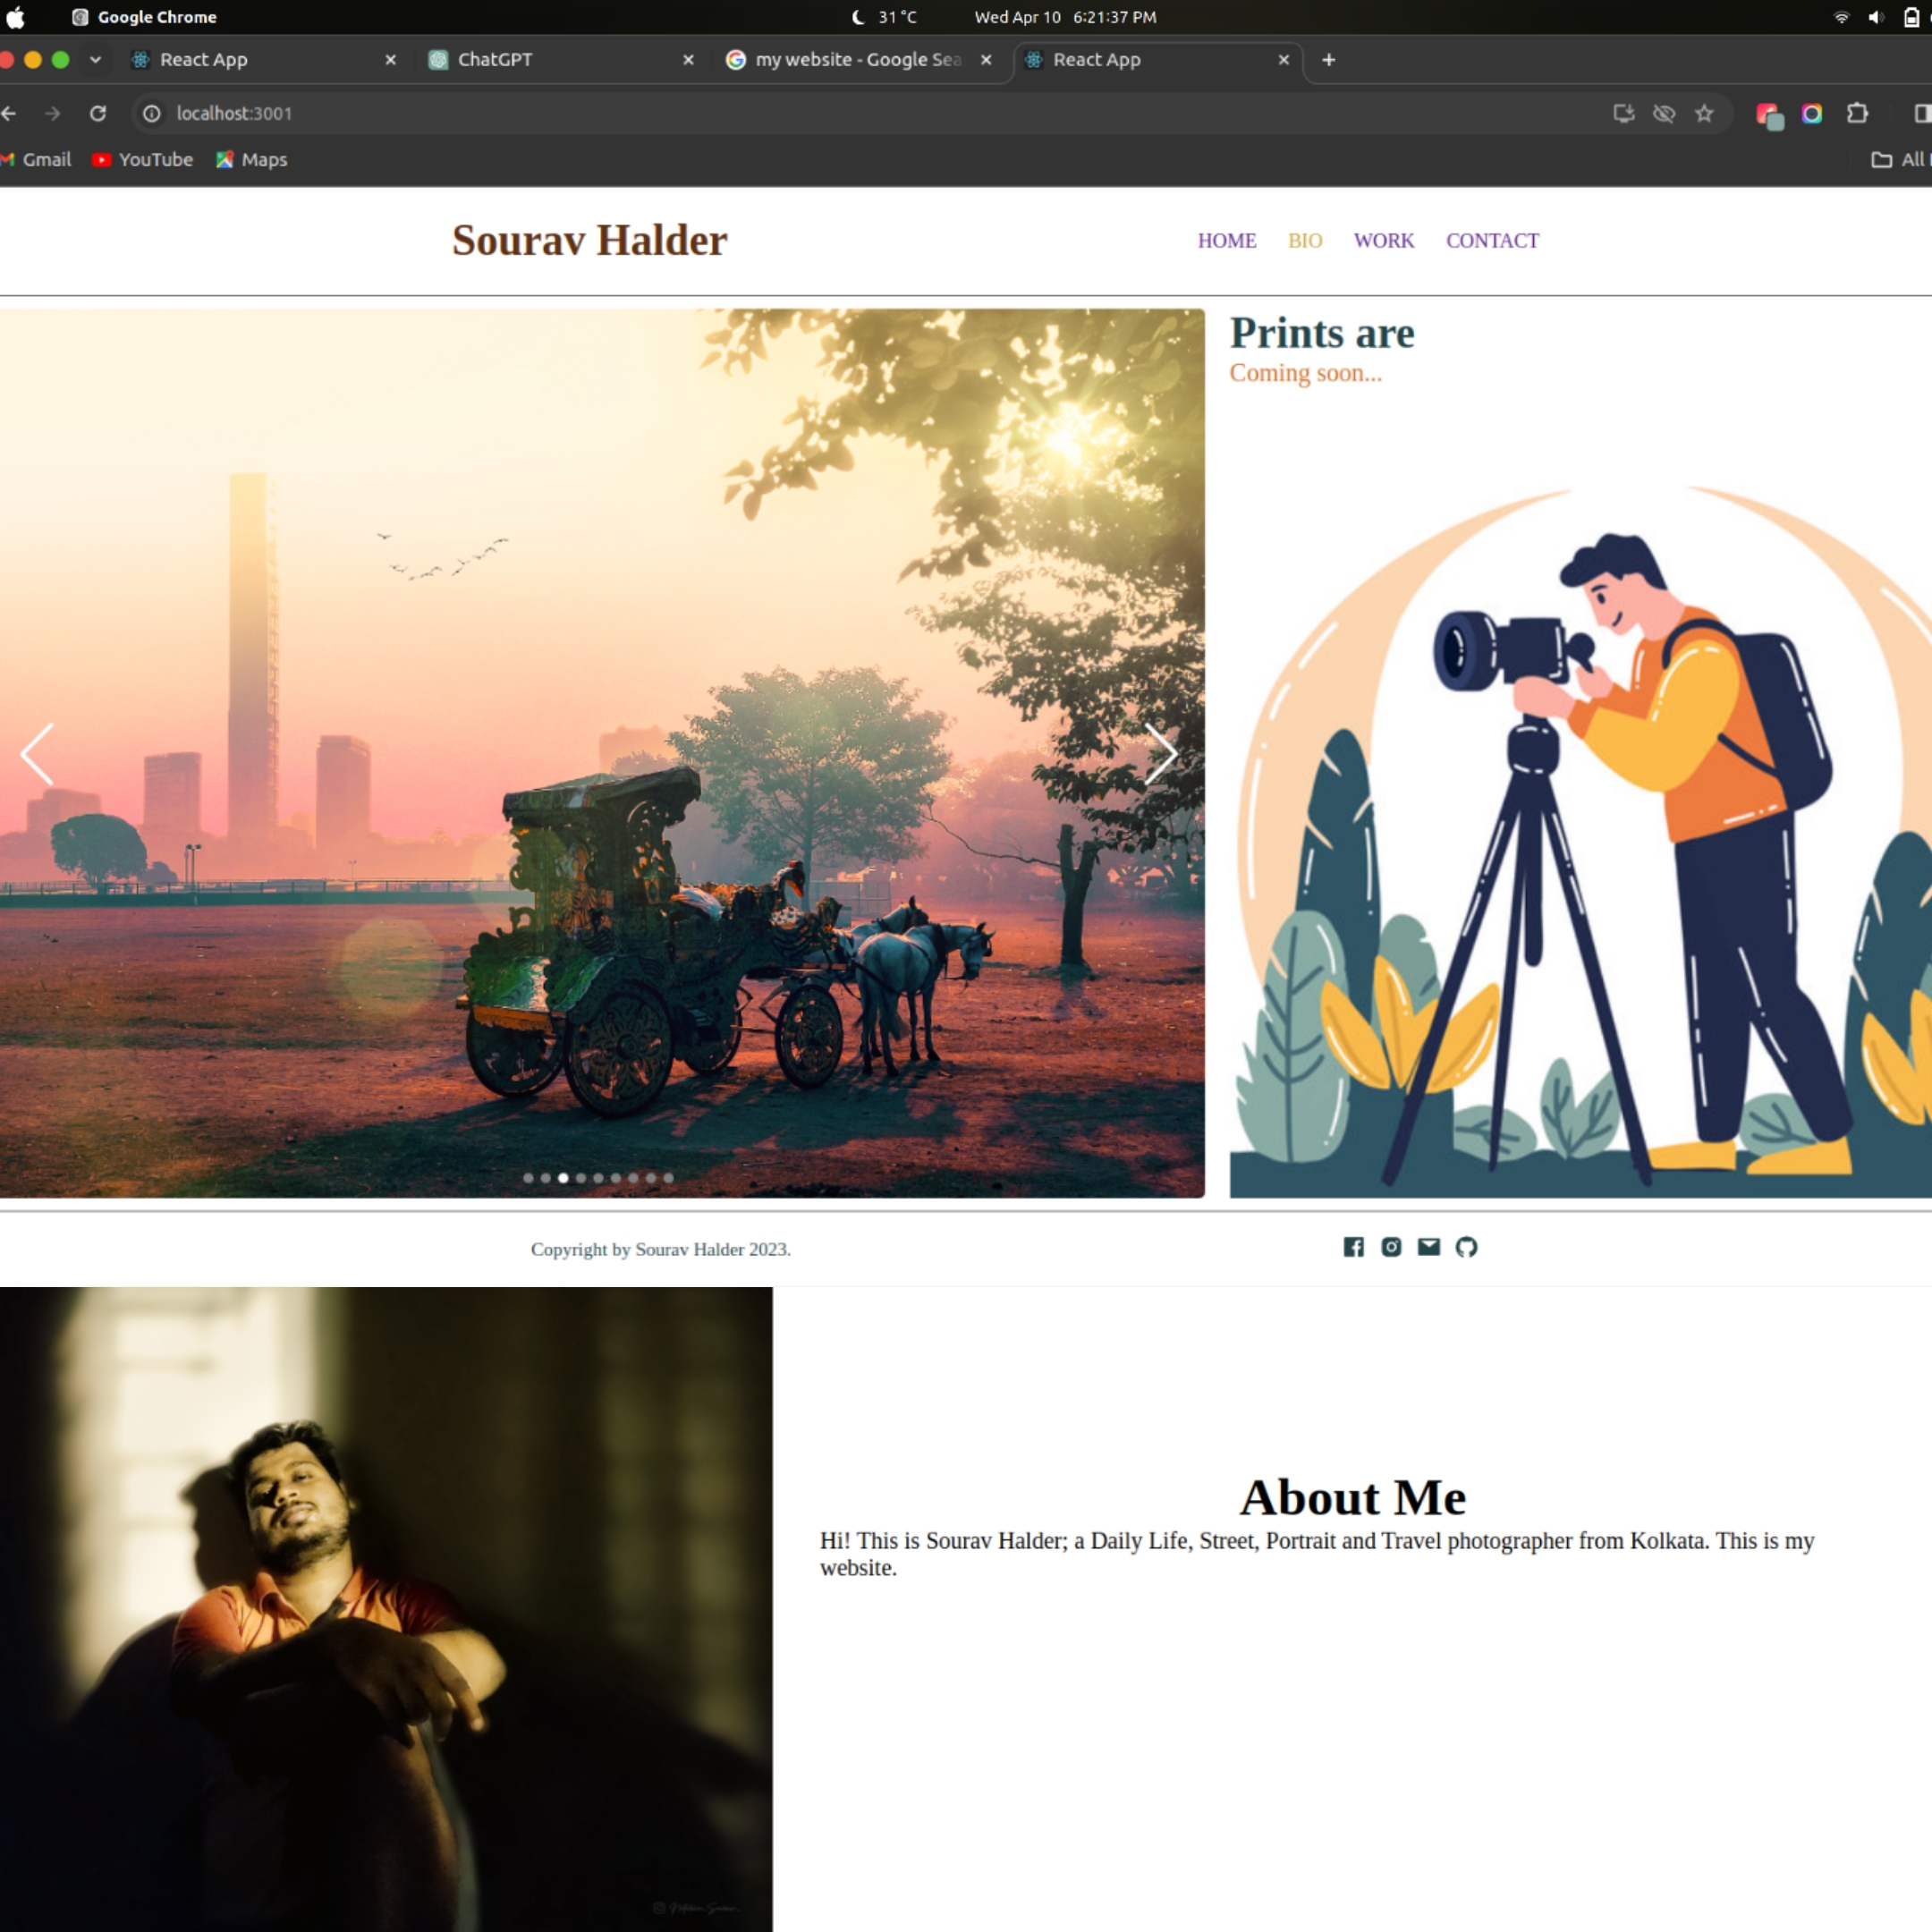 Google Chrome
31 °C
Wed Apr 10 6:21:37 PM
React App
ChatGPT
my website - Google Sea
React App
localhost:3001
Gmail
YouTube
Maps
All
Sourav Halder
HOME BIO WORK CONTACT
Prints are
Coming soon...
Copyright by Sourav Halder 2023.
About Me
Hi! This is Sourav Halder; a Daily Life, Street, Portrait and Travel photographer from Kolkata. This is my
website.